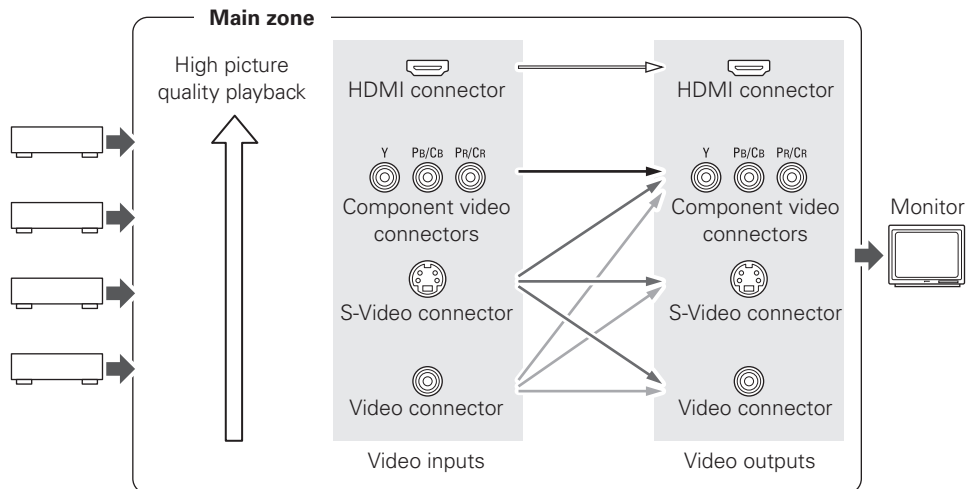 Main zone
High picture
quality playback
HDMI connector
HDMI connector
Y PB/CB PR/CR
Y PB/CB PR/CR
Component video
connectors
Component video
connectors
Monitor
S-Video connector
S-Video connector
Video connector
Video connector
Video inputs
Video outputs